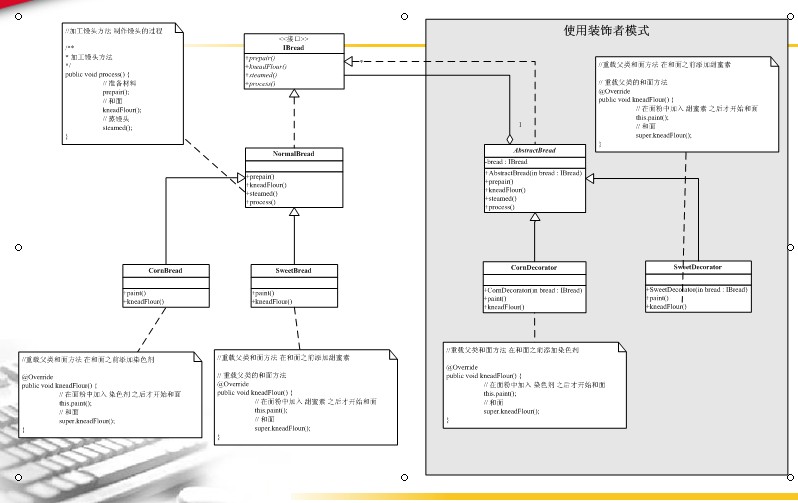 使用装饰者模式
//加工馒头方法 制作馒头的过程
/**
* 加工馒头方法
*/
public void process() {
// 准备材料
prepair();
// 和面
kneadFlour();
// 蒸馒头
steamed();
}
<<接口>>
IBread
+prepair()
+kneadFlour()
+steamed()
+process()
*
1
NormalBread
+prepair()
+kneadFlour()
+steamed()
+process()
CornBread
+paint()
+kneadFlour()
SweetBread
+paint()
+kneadFlour()
//重载父类和面方法 在和面之前添加染色剂
@Override
public void kneadFlour() {
// 在面粉中加入 染色剂 之后才开始和面
this.paint();
// 和面
super.kneadFlour();
}
//重载父类和面方法 在和面之前添加甜蜜素
// 重载父类的和面方法
@Override
public void kneadFlour() {
// 在面粉中加入 甜蜜素 之后才开始和面
this.paint();
// 和面
super.kneadFlour();
}
//重载父类和面方法 在和面之前添加甜蜜素
// 重载父类的和面方法
@Override
public void kneadFlour() {
// 在面粉中加入 甜蜜素 之后才开始和面
this.paint();
// 和面
super.kneadFlour();
}
AbstractBread
-bread : IBread
+AbstractBread(in bread : IBread)
+prepair()
+kneadFlour()
+steamed()
+process()
CornDecorator
+CornDecorator(in bread : IBread)
+paint()
+kneadFlour()
SweetDecorator
+SweetDecorator(in bread : IBread)
+paint()
+kneadFlour()
//重载父类和面方法 在和面之前添加染色剂
@Override
public void kneadFlour() {
// 在面粉中加入 染色剂 之后才开始和面
this.paint();
// 和面
super.kneadFlour();
}